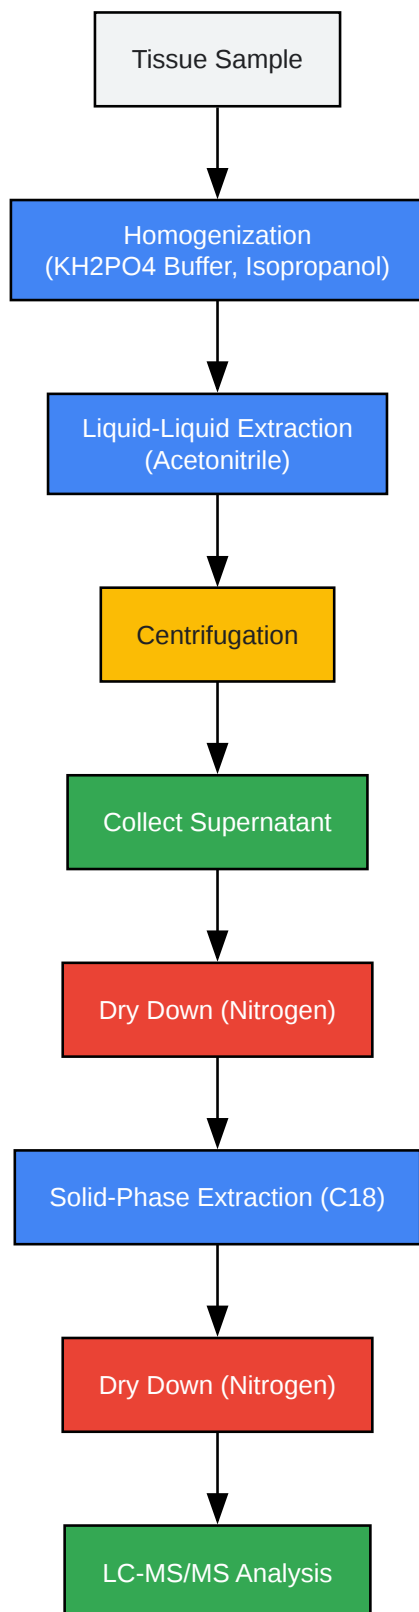 Tissue Sample
Homogenization
(KH2PO4 Buffer, Isopropanol)
Liquid-Liquid Extraction
(Acetonitrile)
Centrifugation
Collect Supernatant
Dry Down (Nitrogen)
Solid-Phase Extraction (C18)
Dry Down (Nitrogen)
LC-MS/MS Analysis